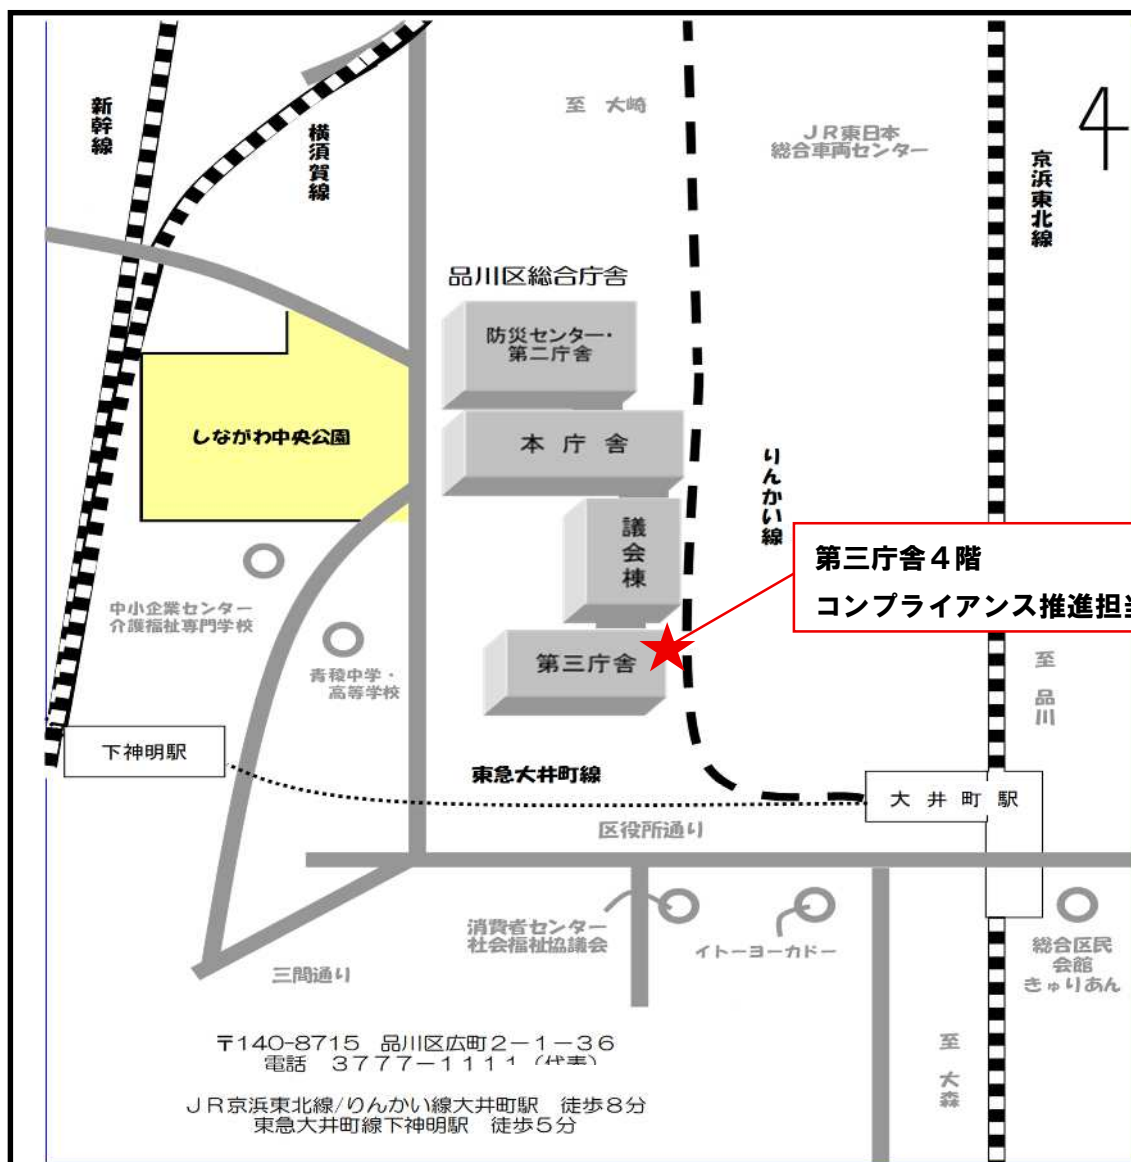 新幹線
横須賀線
至 大崎
JR東日本
総合車両センター
京浜東北線
品川区総合庁舎
防災センター・
第二庁舎
しながわ中央公園
本庁舎
りんかい線
議会棟
第三庁舎4階
コンプライアンス推進担当
中小企業センター
介護福祉専門学校
青稜中学・
高等学校
第三庁舎
至 品川
下神明駅
東急大井町線
大井町駅
区役所通り
消費者センター
社会福祉協議会
イトーヨーカドー
総合区民
会館
きゅりあん
三間通り
〒140-8715 品川区広町2-1-36
電話 3777-1111 (代表)
至 大森
JR京浜東北線/りんかい線大井町駅 徒歩8分
東急大井町線下神明駅 徒歩5分